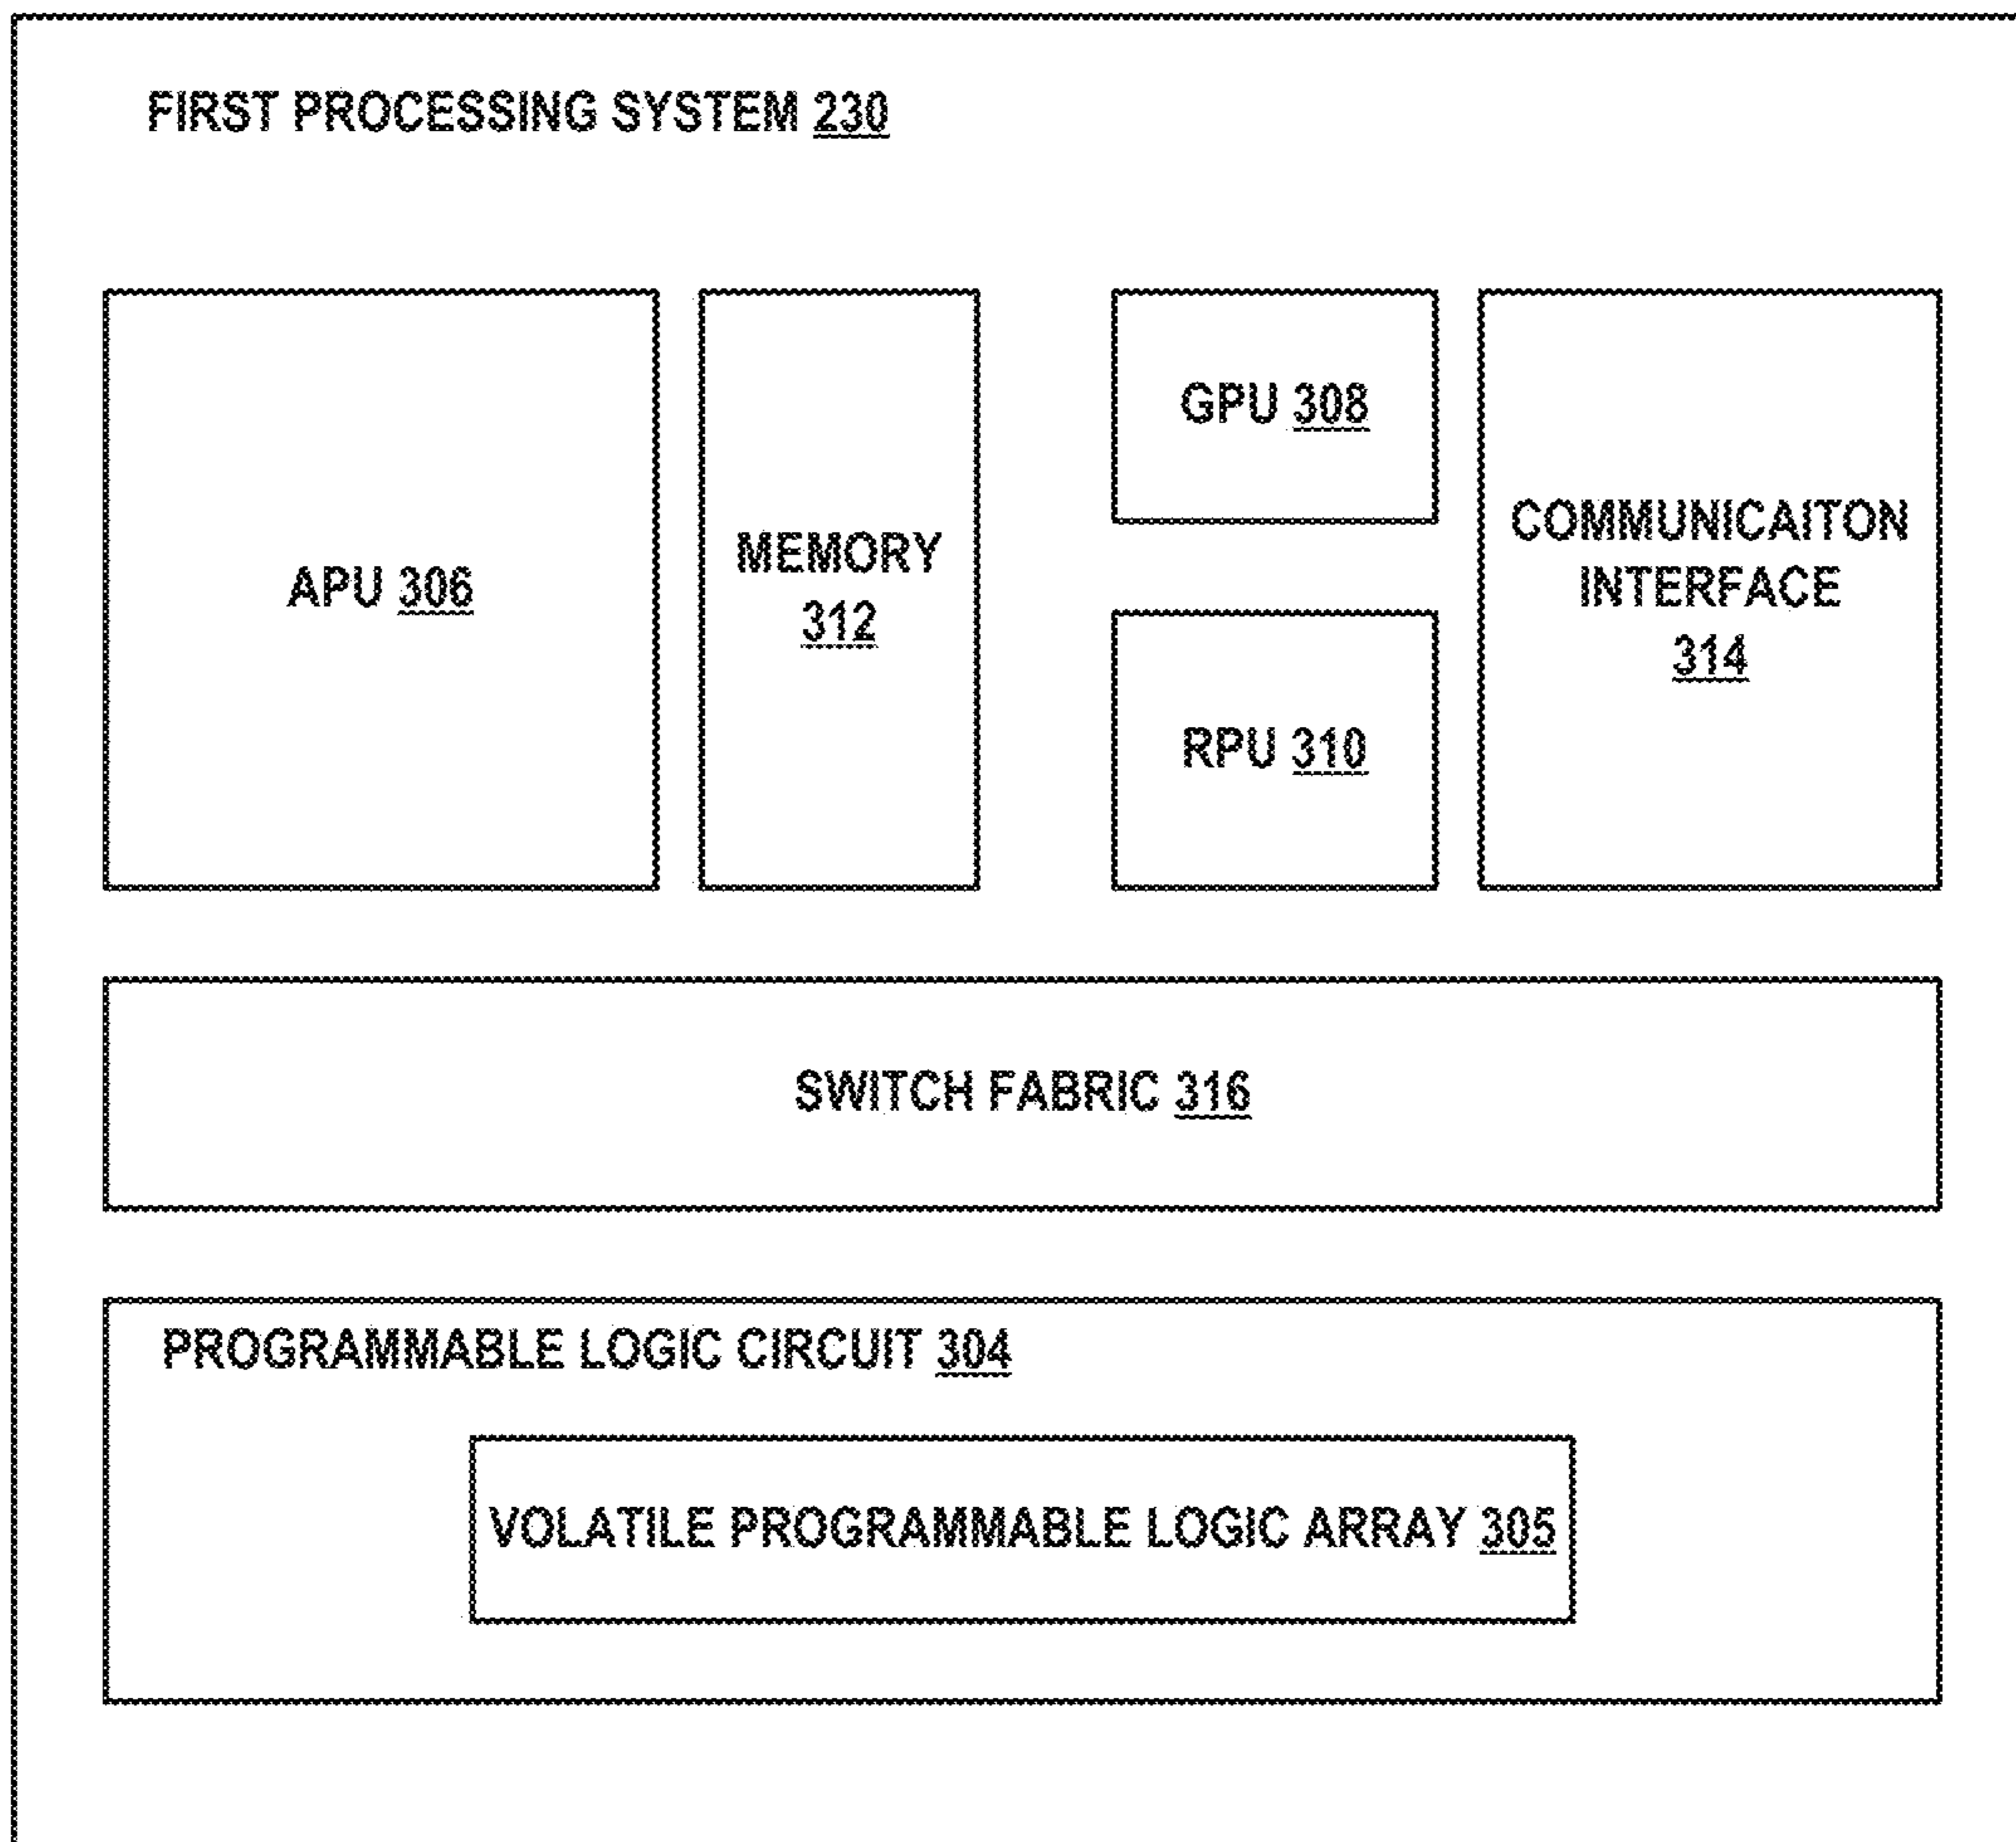 FIRST PROCESSING SYSTEM 230
APU 306
MEMORY
312
GPU 308
RPU 310
COMMUNICAITON
INTERFACE
314
SWITCH FABRIC 316
PROGRAMMABLE LOGIC CIRCUIT 304
VOLATILE PROGRAMMABLE LOGIC ARRAY 305